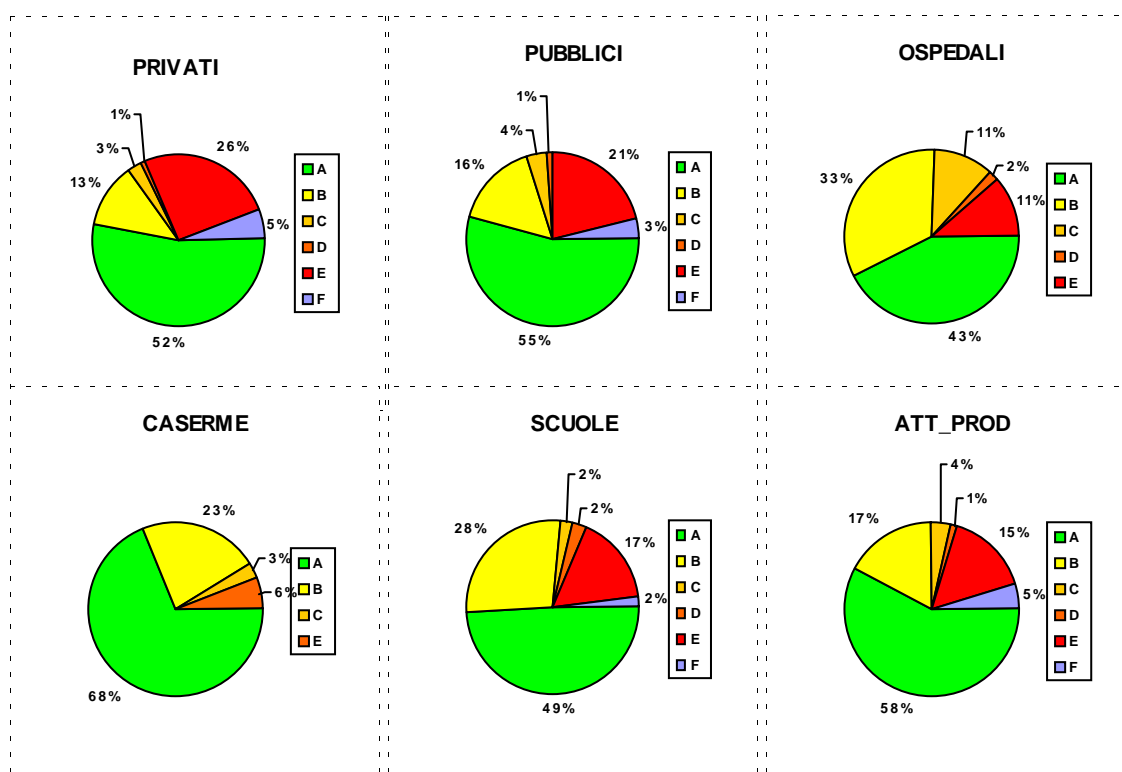 PRIVATI
1%
3%
26%
13%
5%
52%
A
B
C
D
E
F
PUBBLICI
1%
4%
21%
16%
3%
55%
A
B
C
D
E
F
OSPEDALI
11%
2%
33%
11%
43%
A
B
C
D
E
CASERME
23%
3%
6%
68%
A
B
C
E
SCUOLE
2%
2%
28%
17%
2%
49%
A
B
C
D
E
F
ATT_PROD
4%
1%
17%
15%
5%
58%
A
B
C
D
E
F